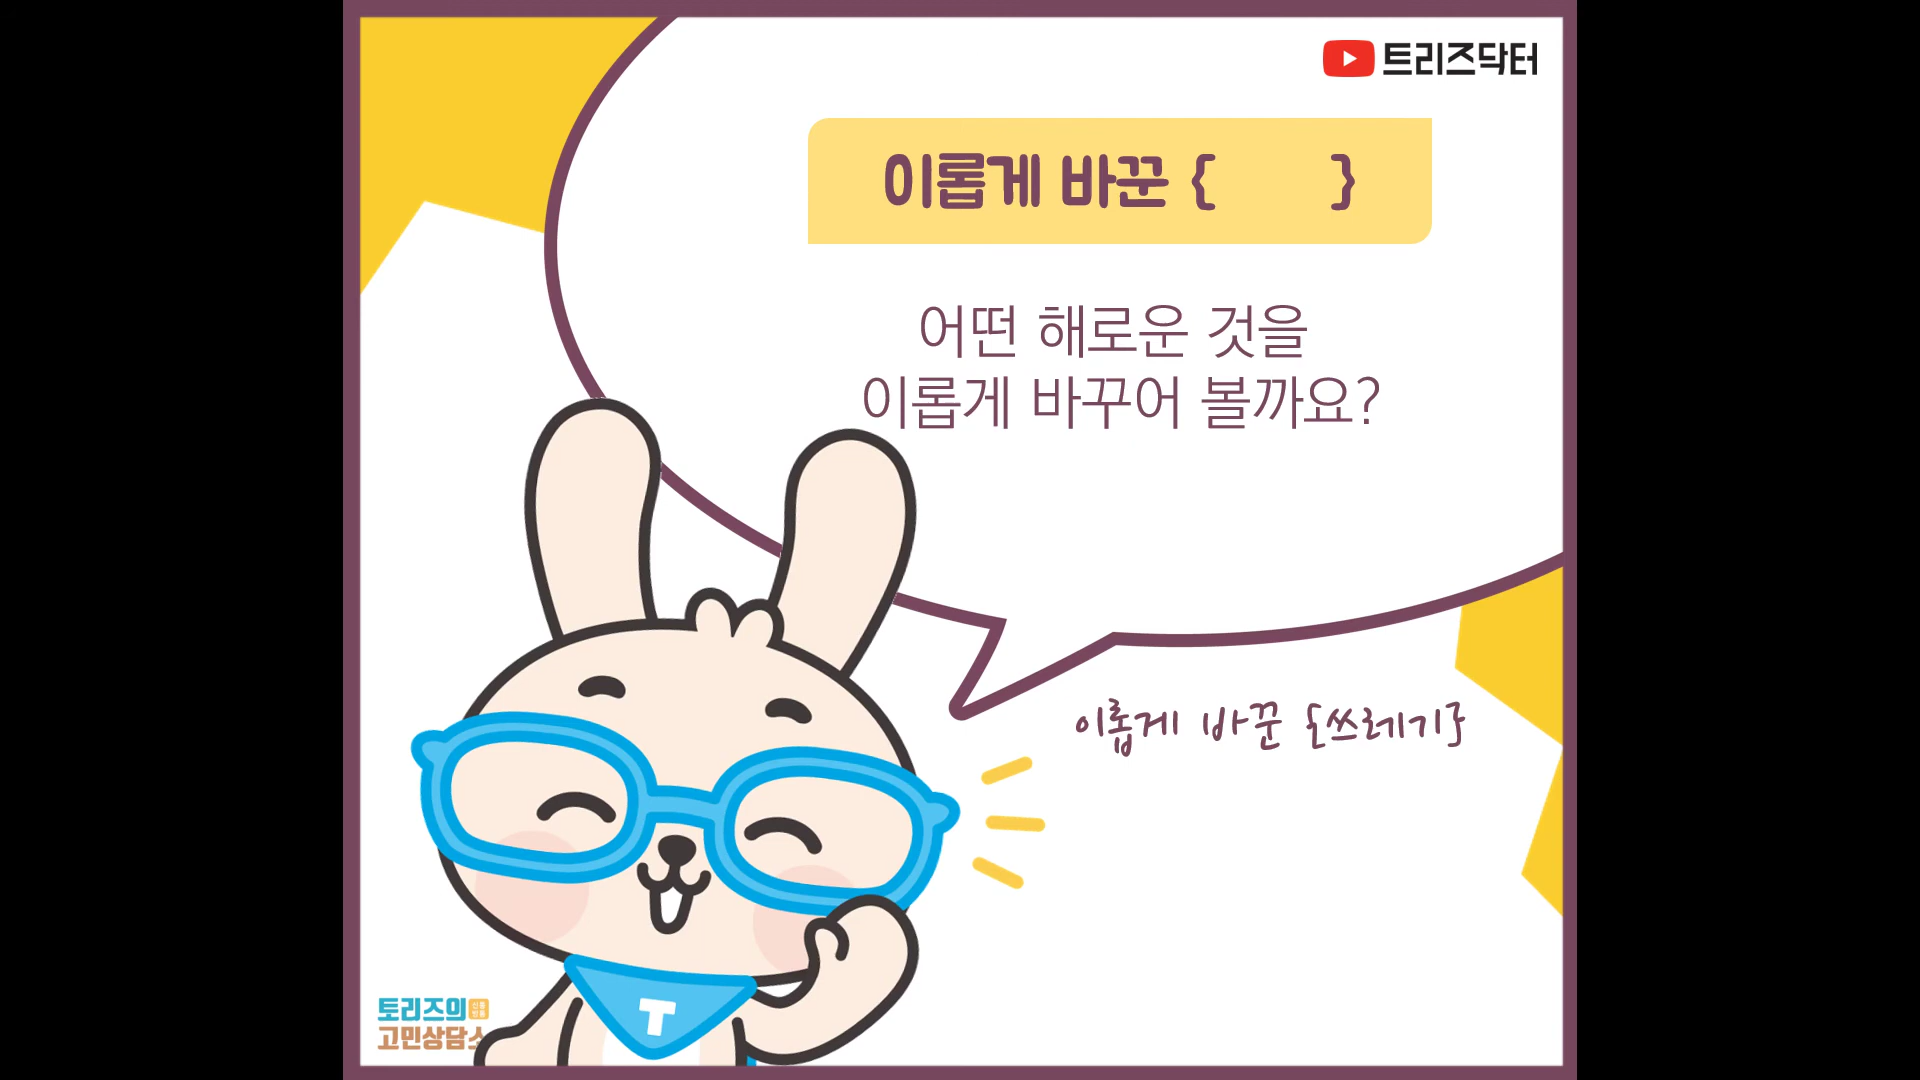 트리즈닥터
이롭게 바꾼 { }
어떤 해로운 것을
이롭게 바꾸어 볼까요?
이롭게 바꾼 {쓰레기}
T
토리즈의
고민상담소